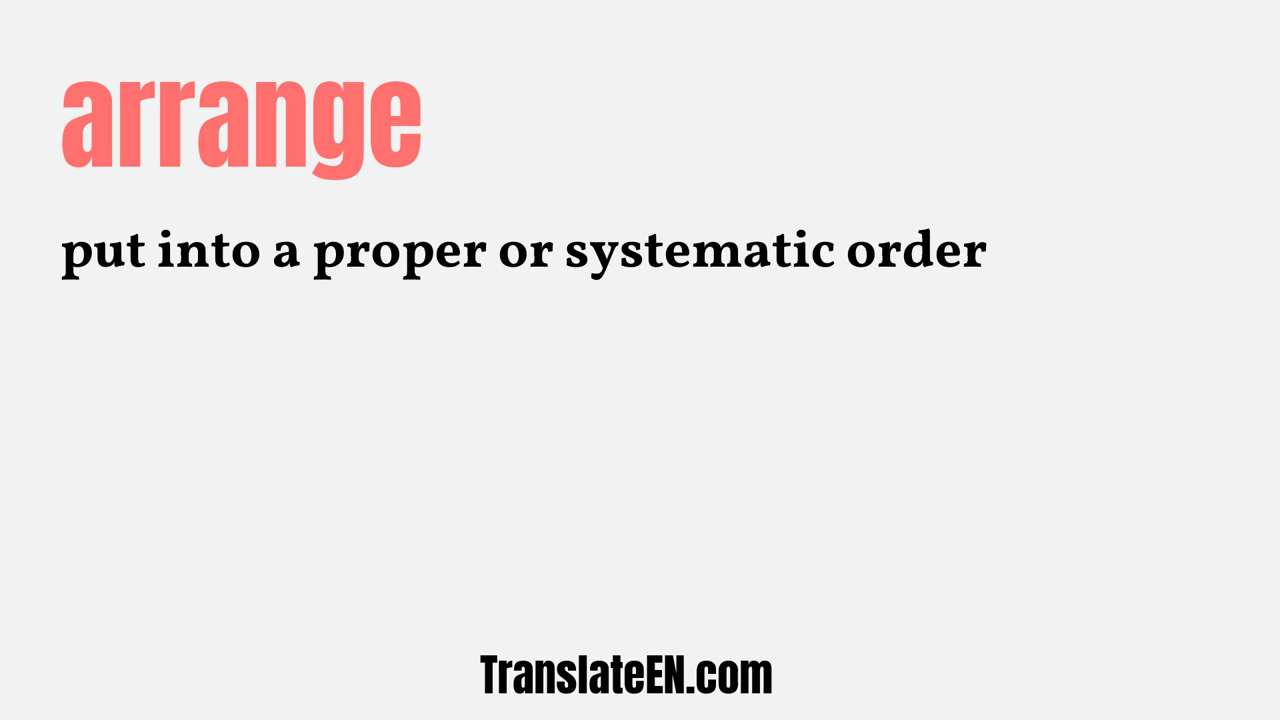 arrange
put into a proper or systematic order
TranslateEN.com